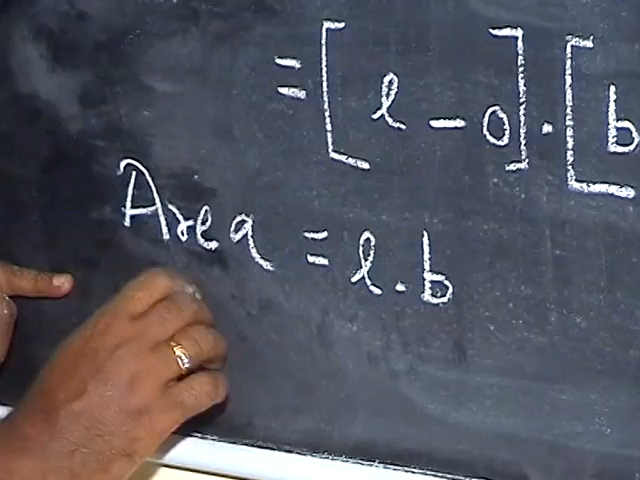 = [ l - 0 ] . [ b
Area = l . b